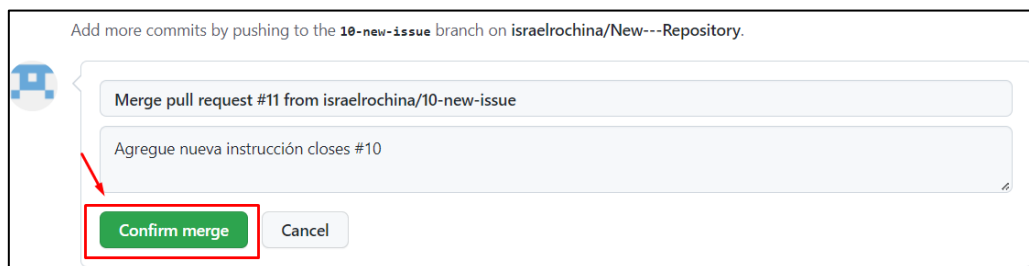 Add more commits by pushing to the 10-new-issue branch on israelrochina/New---Repository.
Merge pull request #11 from israelrochina/10-new-issue
Agregue nueva instrucción closes #10
Confirm merge Cancel